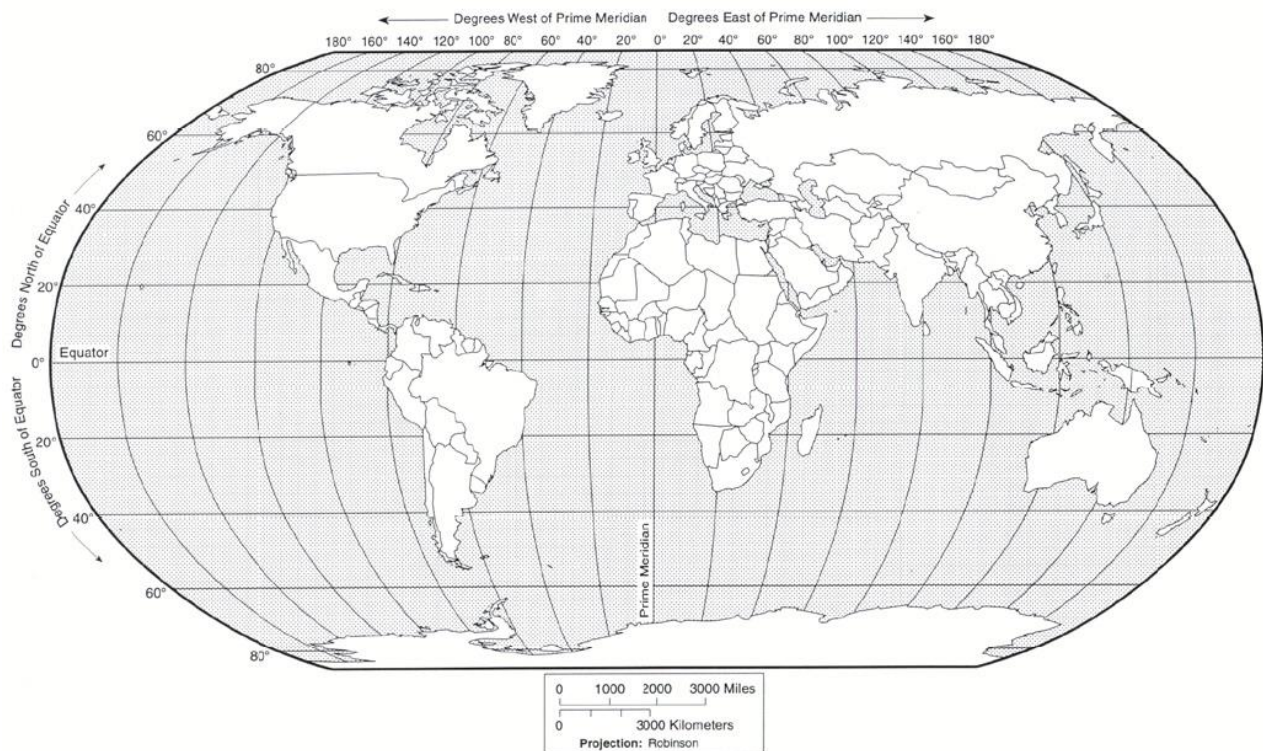 Degrees West of Prime Meridian Degrees East of Prime Meridian
180° 160° 140° 120° 100° 80° 60° 40° 20° 0° 20° 40° 60° 80° 100° 120° 140° 160° 180°
80°
60°
Degrees North of Equator
40°
20°
Equator
0°
Degrees South of Equator
20°
40°
Prime Meridian
60°
80°
0 1000 2000 3000 Miles
0 3000 Kilometers
Projection: Robinson